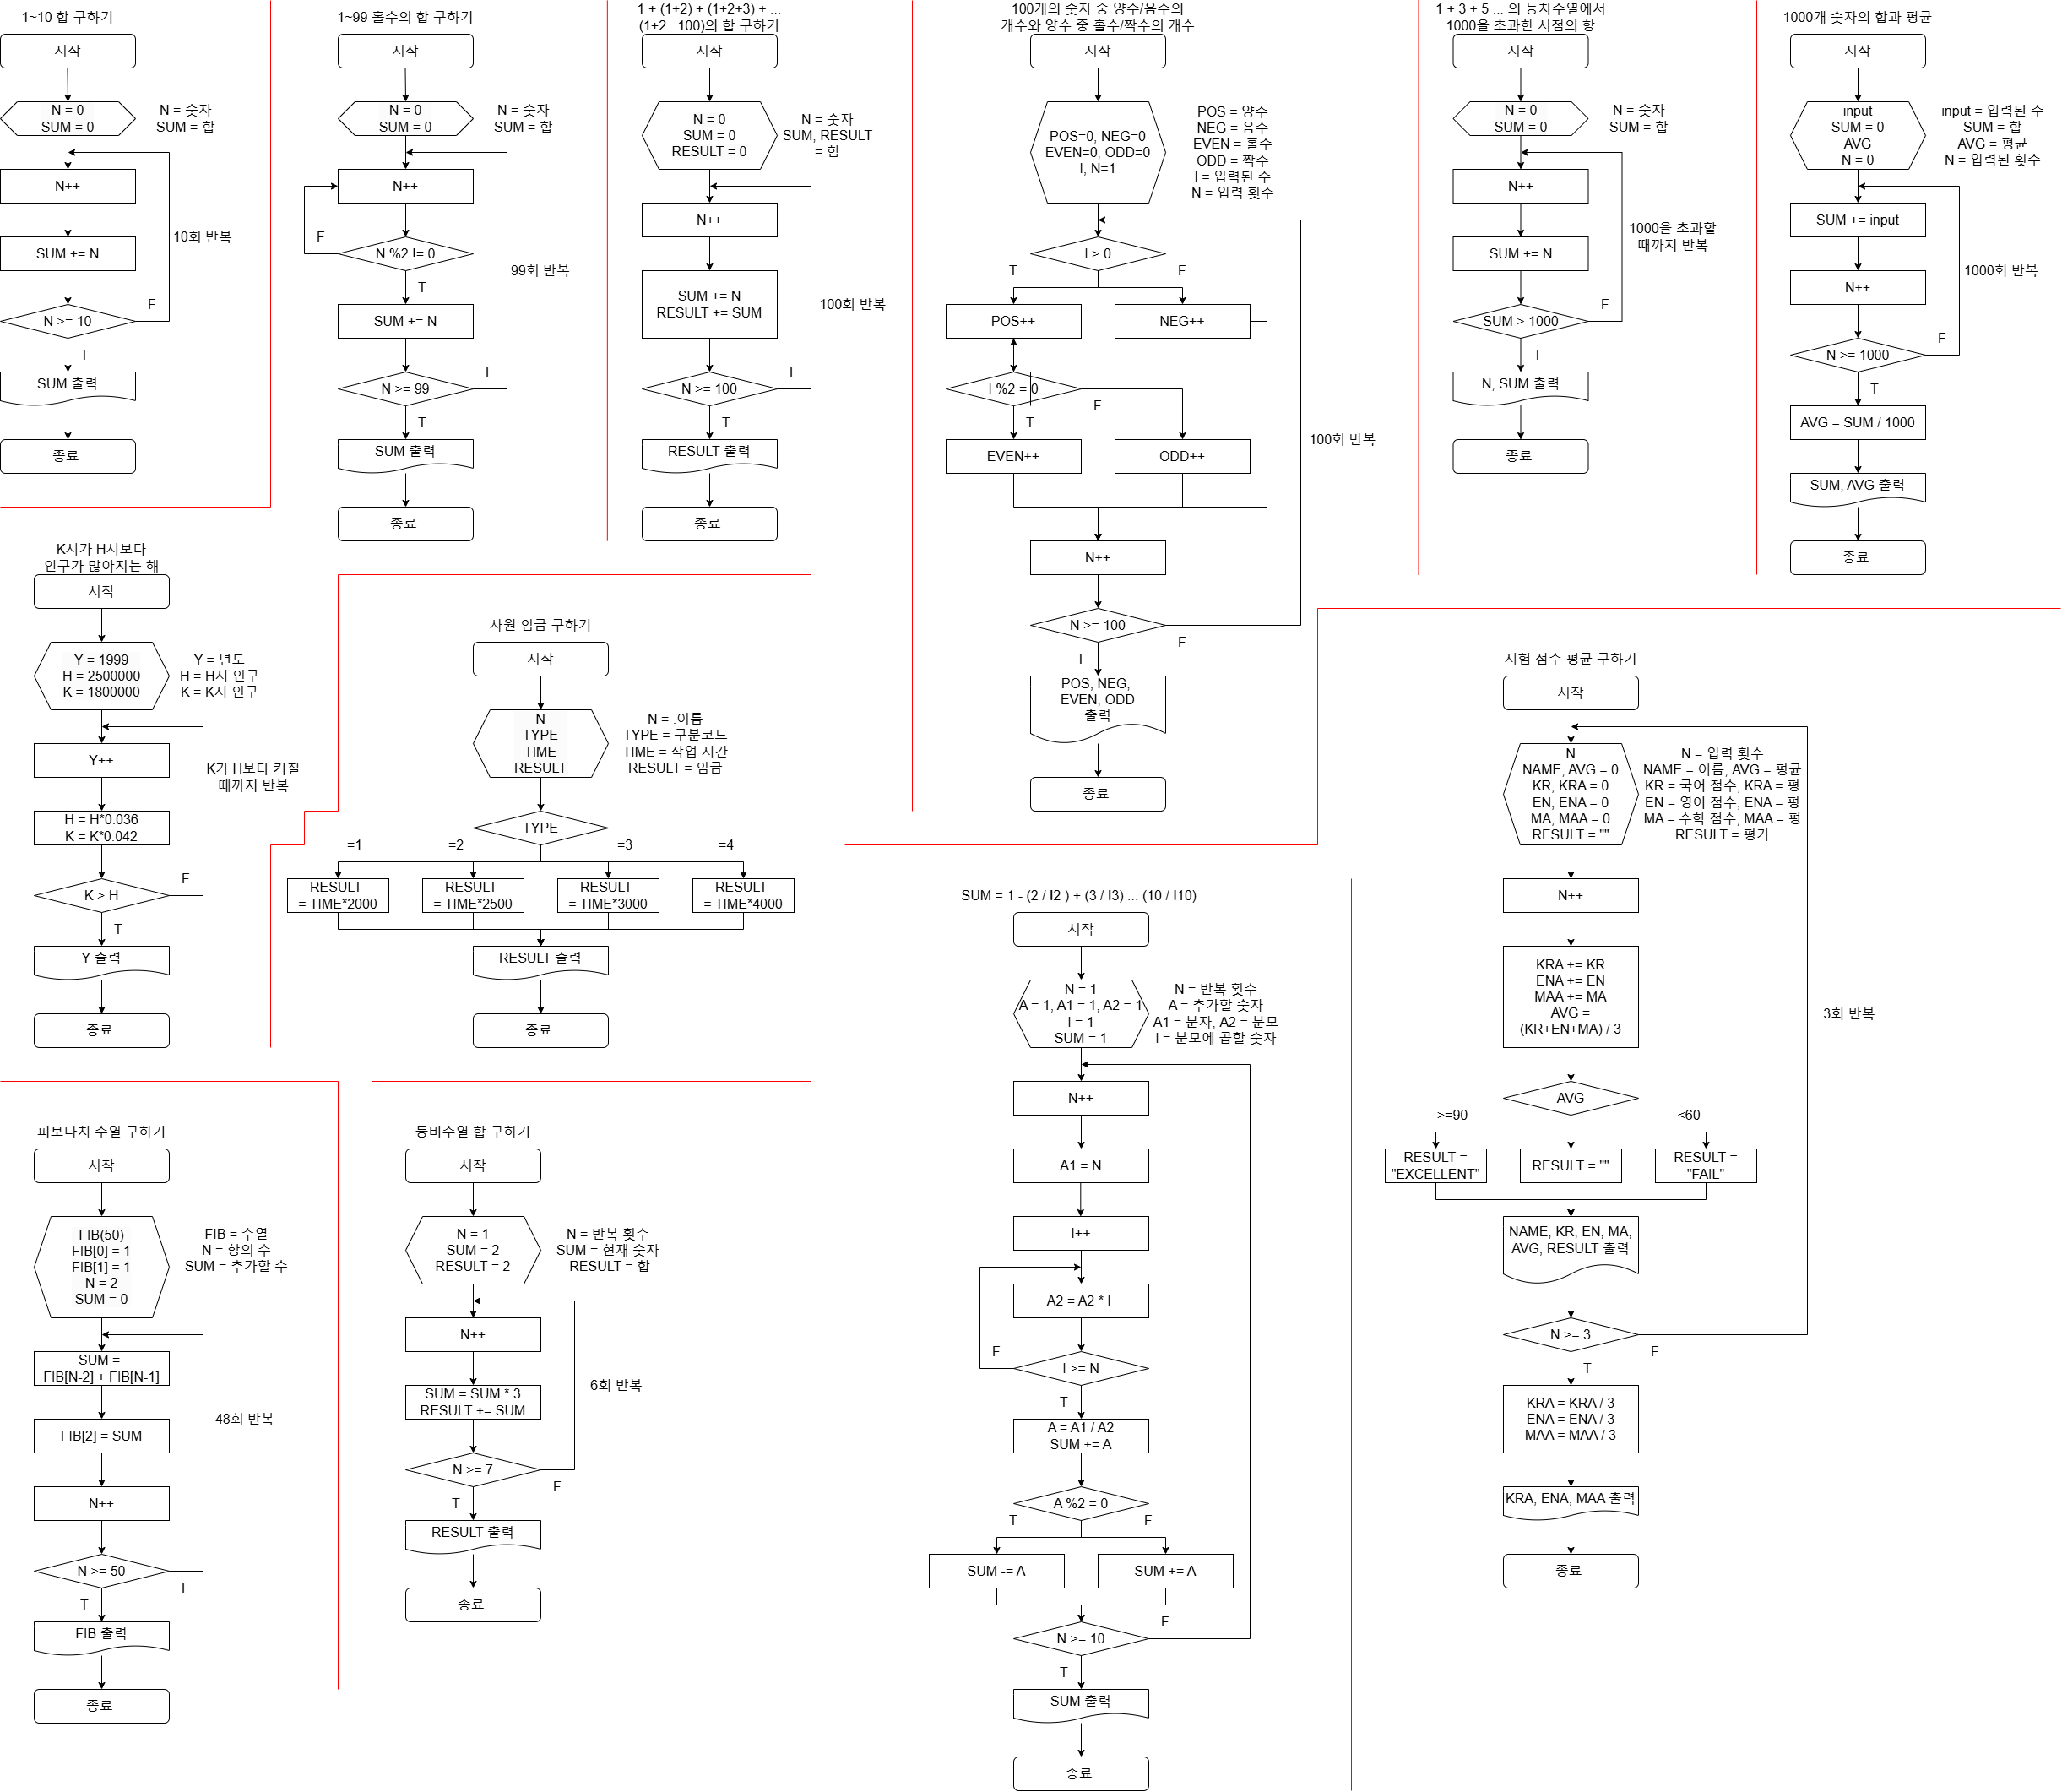 1~10 합 구하기
시작
N = 0
SUM = 0
N = 숫자
SUM = 합
N++
SUM += N
10회 반복
N >= 10
F
T
SUM 출력
종료
1~99 홀수의 합 구하기
시작
N = 0
SUM = 0
N = 숫자
SUM = 합
N++
F
N %2 != 0
T
99회 반복
SUM += N
N >= 99
F
T
SUM 출력
종료
1 + (1+2) + (1+2+3) + ...
(1+2...100)의 합 구하기
시작
N = 0
SUM = 0
RESULT = 0
N = 숫자
SUM, RESULT
= 합
N++
SUM += N
RESULT += SUM
100회 반복
N >= 100
F
T
RESULT 출력
종료
100개의 숫자 중 양수/음수의
개수와 양수 중 홀수/짝수의 개수
시작
POS=0, NEG=0
EVEN=0, ODD=0
I, N=1
POS = 양수
NEG = 음수
EVEN = 홀수
ODD = 짝수
I = 입력된 수
N = 입력 횟수
I > 0
T
F
POS++
NEG++
I %2 = 0
F
T
EVEN++
ODD++
100회 반복
N++
N >= 100
F
T
POS, NEG,
EVEN, ODD
출력
종료
1 + 3 + 5 ... 의 등차수열에서
1000을 초과한 시점의 항
시작
N = 0
SUM = 0
N = 숫자
SUM = 합
N++
SUM += N
1000을 초과할
때까지 반복
SUM > 1000
F
T
N, SUM 출력
종료
1000개 숫자의 합과 평균
시작
input
SUM = 0
AVG
N = 0
input = 입력된 수
SUM = 합
AVG = 평균
N = 입력된 횟수
SUM += input
N++
1000회 반복
N >= 1000
F
T
AVG = SUM / 1000
SUM, AVG 출력
종료
K시가 H시보다
인구가 많아지는 해
시작
Y = 1999
H = 2500000
K = 1800000
Y = 년도
H = H시 인구
K = K시 인구
Y++
K가 H보다 커질
때까지 반복
H = H*0.036
K = K*0.042
K > H
F
T
Y 출력
종료
사원 임금 구하기
시작
N
TYPE
TIME
RESULT
N = .이름
TYPE = 구분코드
TIME = 작업 시간
RESULT = 임금
TYPE
=1
=2
=3
=4
RESULT
= TIME*2000
RESULT
= TIME*2500
RESULT
= TIME*3000
RESULT
= TIME*4000
RESULT 출력
종료
시험 점수 평균 구하기
시작
N
NAME, AVG = 0
KR, KRA = 0
EN, ENA = 0
MA, MAA = 0
RESULT = ""
N = 입력 횟수
NAME = 이름, AVG = 평균
KR = 국어 점수, KRA = 평
EN = 영어 점수, ENA = 평
MA = 수학 점수, MAA = 평
RESULT = 평가
N++
KRA += KR
ENA += EN
MAA += MA
AVG =
(KR+EN+MA) / 3
3회 반복
AVG
>=90
<60
RESULT =
"EXCELLENT"
RESULT = ""
RESULT =
"FAIL"
NAME, KR, EN, MA,
AVG, RESULT 출력
N >= 3
F
T
KRA = KRA / 3
ENA = ENA / 3
MAA = MAA / 3
KRA, ENA, MAA 출력
종료
SUM = 1 - (2 / !2 ) + (3 / !3) ... (10 / !10)
시작
N = 1
A = 1, A1 = 1, A2 = 1
I = 1
SUM = 1
N = 반복 횟수
A = 추가할 숫자
A1 = 분자, A2 = 분모
I = 분모에 곱할 숫자
N++
A1 = N
I++
A2 = A2 * I
F
I >= N
T
A = A1 / A2
SUM += A
A %2 = 0
T
F
SUM -= A
SUM += A
N >= 10
F
T
SUM 출력
종료
피보나치 수열 구하기
시작
FIB(50)
FIB[0] = 1
FIB[1] = 1
N = 2
SUM = 0
FIB = 수열
N = 항의 수
SUM = 추가할 수
SUM =
FIB[N-2] + FIB[N-1]
48회 반복
FIB[2] = SUM
N++
N >= 50
F
T
FIB 출력
종료
등비수열 합 구하기
시작
N = 1
SUM = 2
RESULT = 2
N = 반복 횟수
SUM = 현재 숫자
RESULT = 합
N++
6회 반복
SUM = SUM * 3
RESULT += SUM
N >= 7
F
T
RESULT 출력
종료